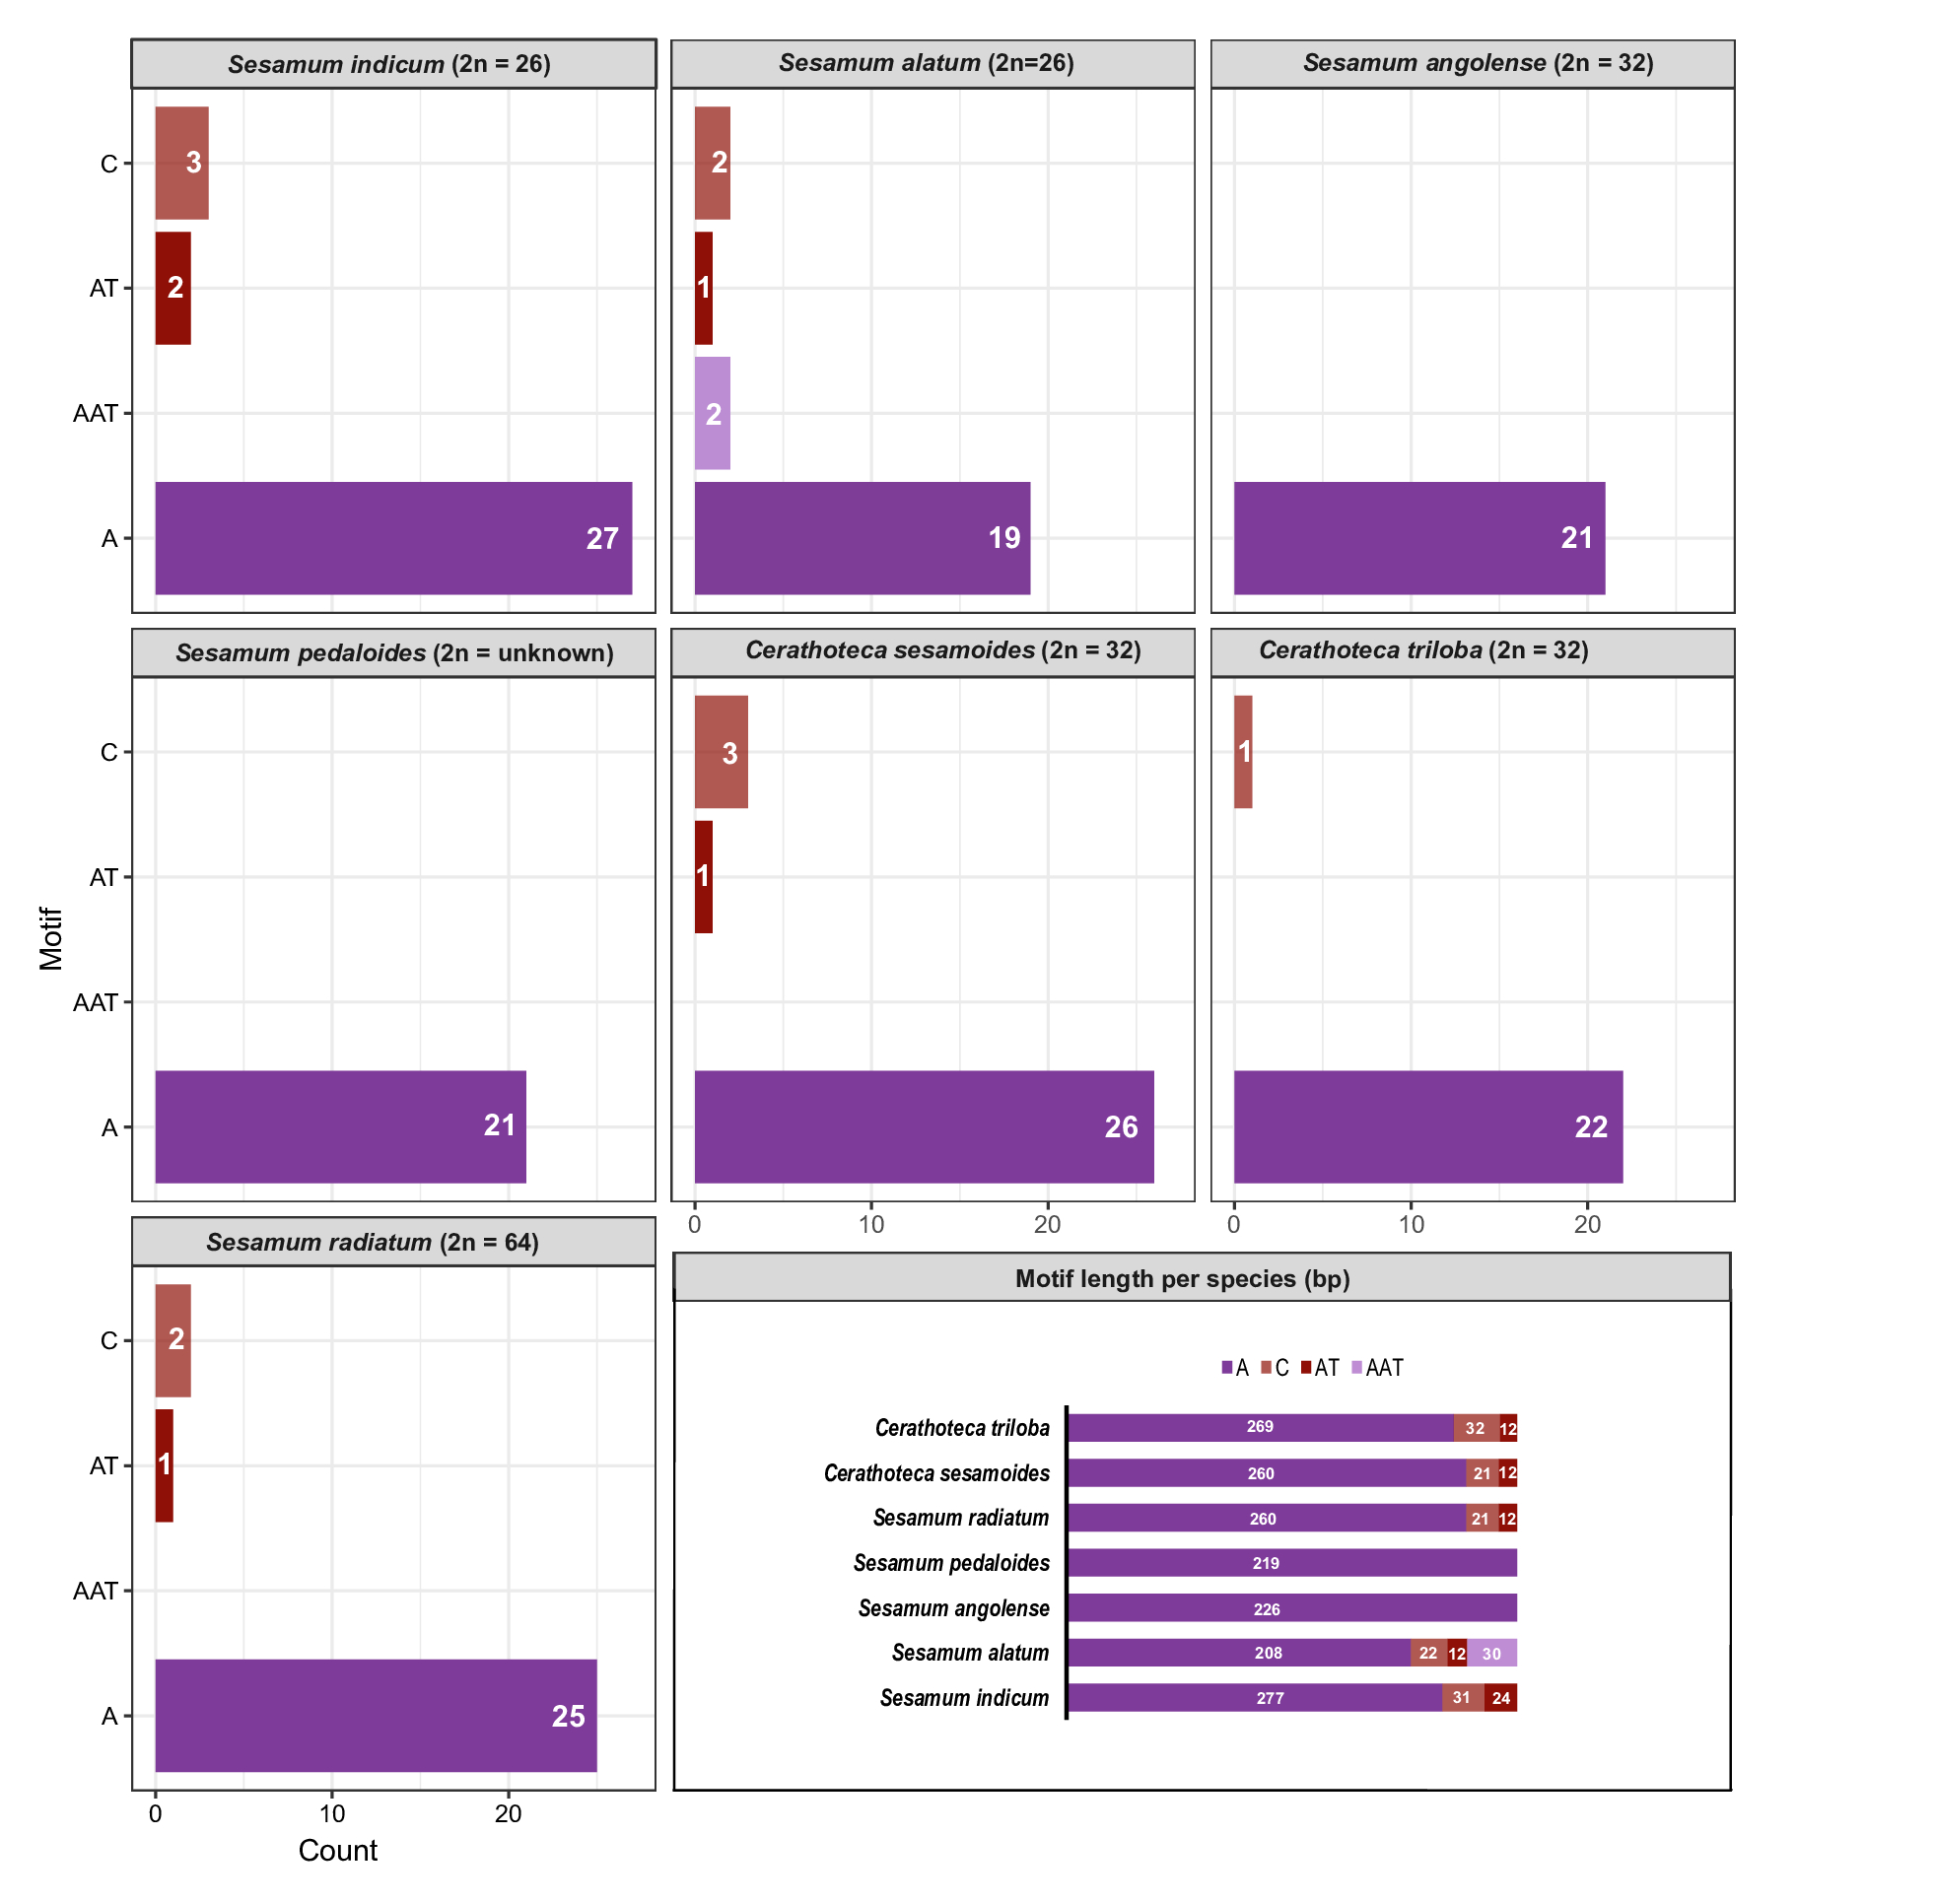 Sesamum indicum (2n = 26)
Sesamum alatum (2n=26)
Sesamum angolense (2n = 32)
C
3
2
AT
2
1
AAT
2
A
27
19
21
Sesamum pedaloides (2n = unknown)
Cerathoteca sesamoides (2n = 32)
Cerathoteca triloba (2n = 32)
C
3
1
AT
1
Motif
AAT
A
21
26
22
0 10 20
0 10 20
Sesamum radiatum (2n = 64)
C
2
AT
1
AAT
A
25
0 10 20
Count
Motif length per species (bp)
A C AT AAT
Cerathoteca triloba 269 32 12
Cerathoteca sesamoides 260 21 12
Sesamum radiatum 260 21 12
Sesamum pedaloides 219
Sesamum angolense 226
Sesamum alatum 208 22 12 30
Sesamum indicum 277 31 24